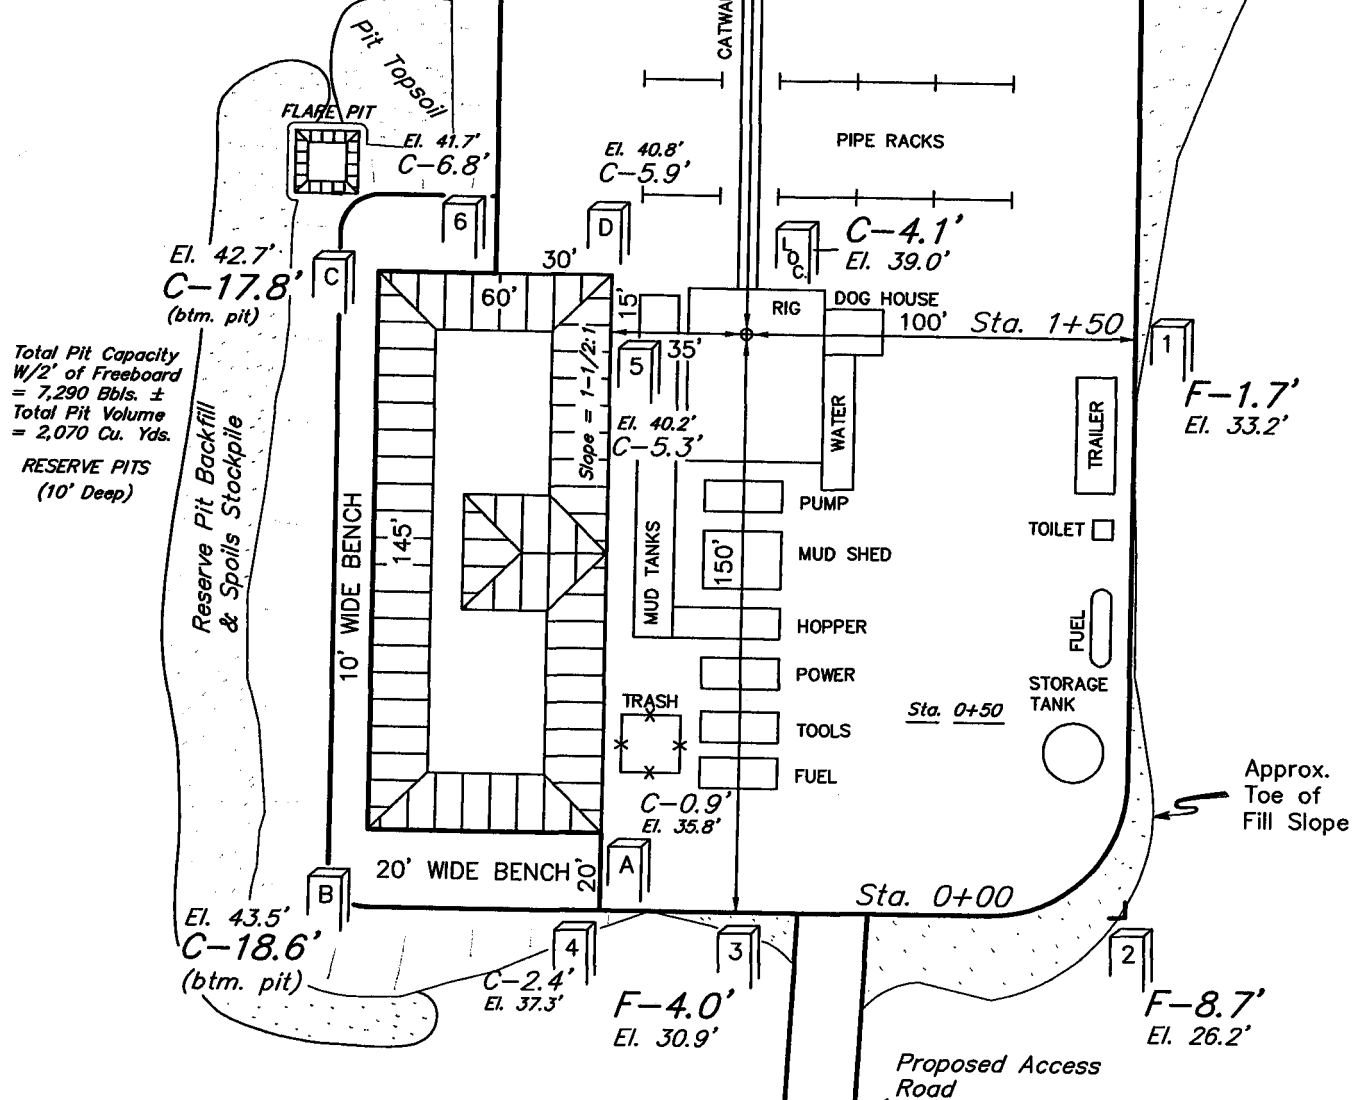 CATWA
Pit Topsoil
FLARE PIT
El. 41.7'
C-6.8'
El. 40.8'
C-5.9'
PIPE RACKS
6
D
L
O
C.
C-4.1'
El. 39.0'
El. 42.7'
C-17.8'
(btm. pit)
C
30'
60'
15'
RIG
DOG HOUSE
100'
Sta. 1+50
1
35'
5
F-1.7'
El. 33.2'
Total Pit Capacity
W/2' of Freeboard
= 7,290 Bbls. ±
Total Pit Volume
= 2,070 Cu. Yds.
RESERVE PITS
(10' Deep)
Reserve Pit Backfill
& Spoils Stockpile
Slope = 1-1/2:1
El. 40.2'
C-5.3'
WATER
TRAILER
10' WIDE BENCH
145'
PUMP
TOILET
MUD TANKS
150'
MUD SHED
HOPPER
FUEL
POWER
STORAGE
TANK
TRASH
Sta. 0+50
TOOLS
FUEL
C-0.9'
El. 35.8'
Approx.
Toe of
Fill Slope
20' WIDE BENCH
20'
A
B
Sta. 0+00
El. 43.5'
C-18.6'
(btm. pit)
4
C-2.4'
El. 37.3'
3
F-4.0'
El. 30.9'
2
F-8.7'
El. 26.2'
Proposed Access
Road